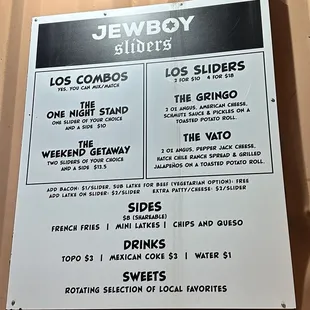 JEWBOY
sliders
LOS COMBOS
YES, YOU CAN MIX/MATCH
THE
ONE NIGHT STAND
ONE SLIDER OF YOUR CHOICE
AND A SIDE $10
THE
WEEKEND GETAWAY
TWO SLIDERS OF YOUR CHOICE
AND A SIDE $13.5
LOS SLIDERS
2 FOR $10 4 FOR $18
THE GRINGO
2 OZ ANGUS, AMERICAN CHEESE,
SCHMUTZ SAUCE & PICKLES ON A
TOASTED POTATO ROLL.
THE VATO
2 OZ ANGUS, PEPPER JACK CHEESE,
HATCH CHILE RANCH SPREAD & GRILLED
JALAPEÑOS ON A TOASTED POTATO ROLL.
ADD BACON: $1/SLIDER, SUB LATKE FOR BEEF (VEGETARIAN OPTION): FREE
ADD LATKE ON SLIDER: $2/SLIDER EXTRA PATTY/CHEESE: $2/SLIDER
SIDES
$8 (SHAREABLE)
FRENCH FRIES | MINI LATKES | CHIPS AND QUESO
DRINKS
TOPO $3 | MEXICAN COKE $3 | WATER $1
SWEETS
ROTATING SELECTION OF LOCAL FAVORITES